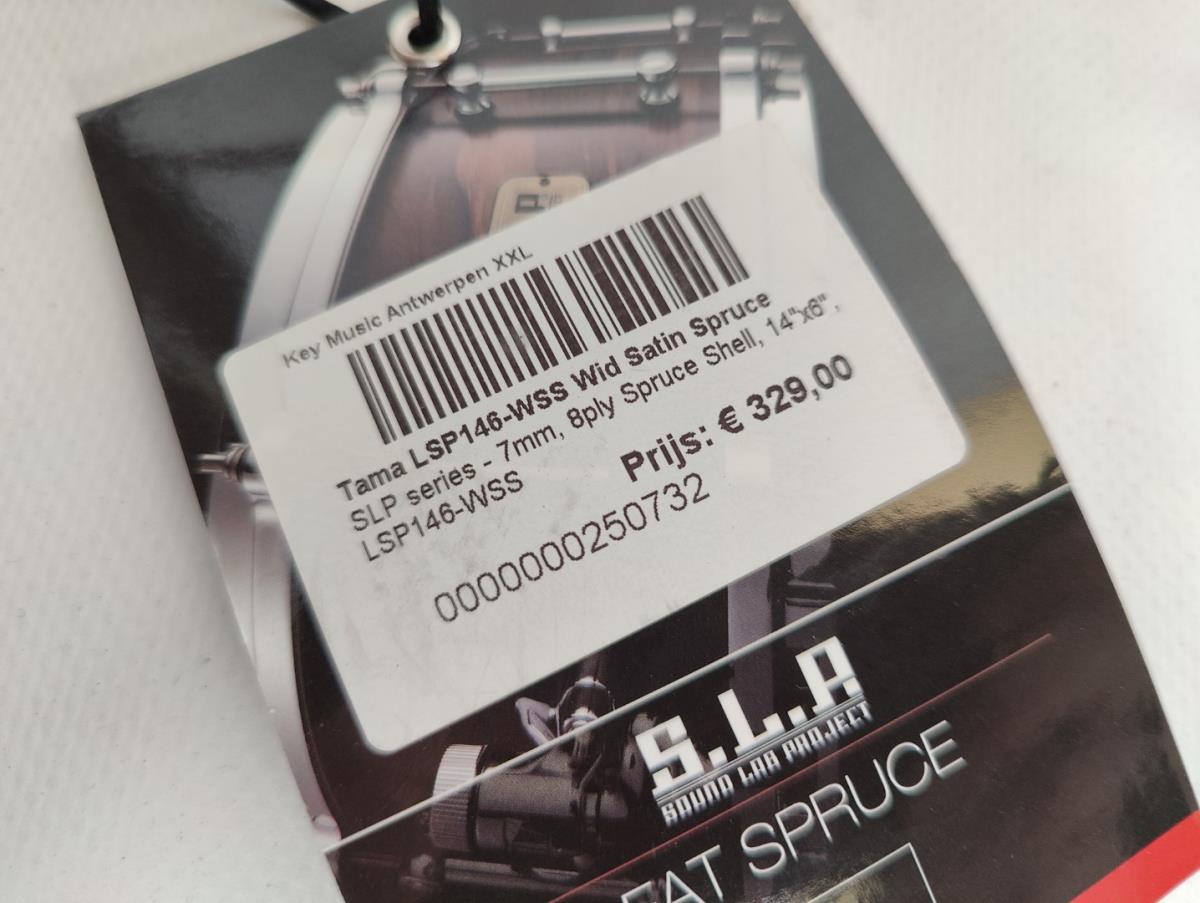 Key Music Antwerpen XXL
Tama LSP146-WSS Wid Satin Spruce
SLP series - 7mm, 8ply Spruce Shell, 14"x6",
LSP146-WSS
Prijs: € 329,00
0000000250732
S.L.P.
SOUND LAB PROJECT
FAT SPRUCE